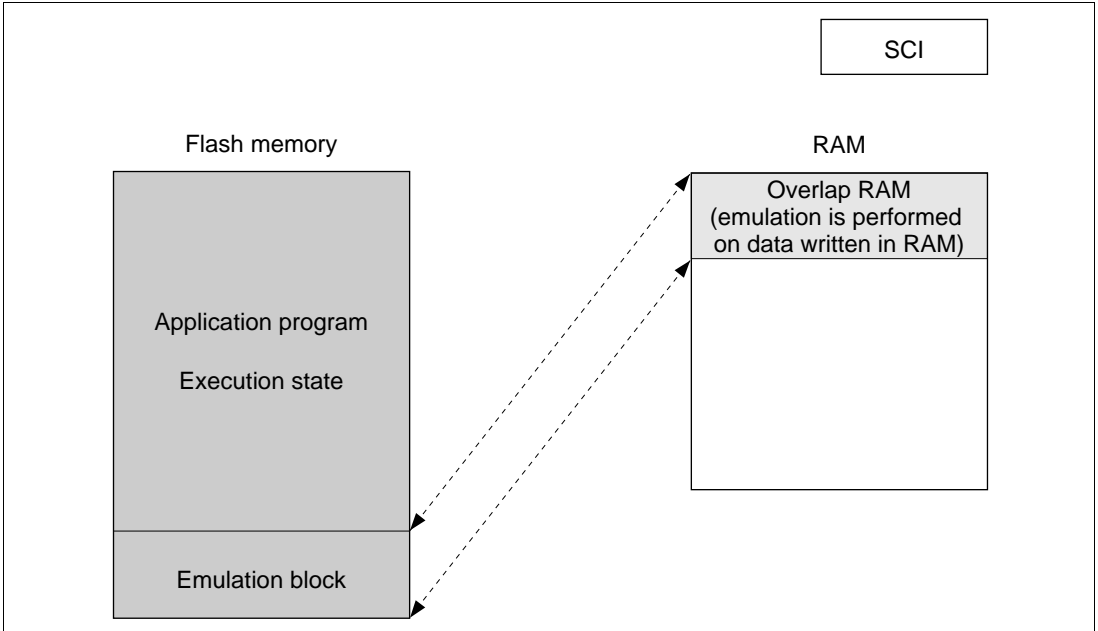 SCI
Flash memory
RAM
Overlap RAM
(emulation is performed
on data written in RAM)
Application program
Execution state
Emulation block